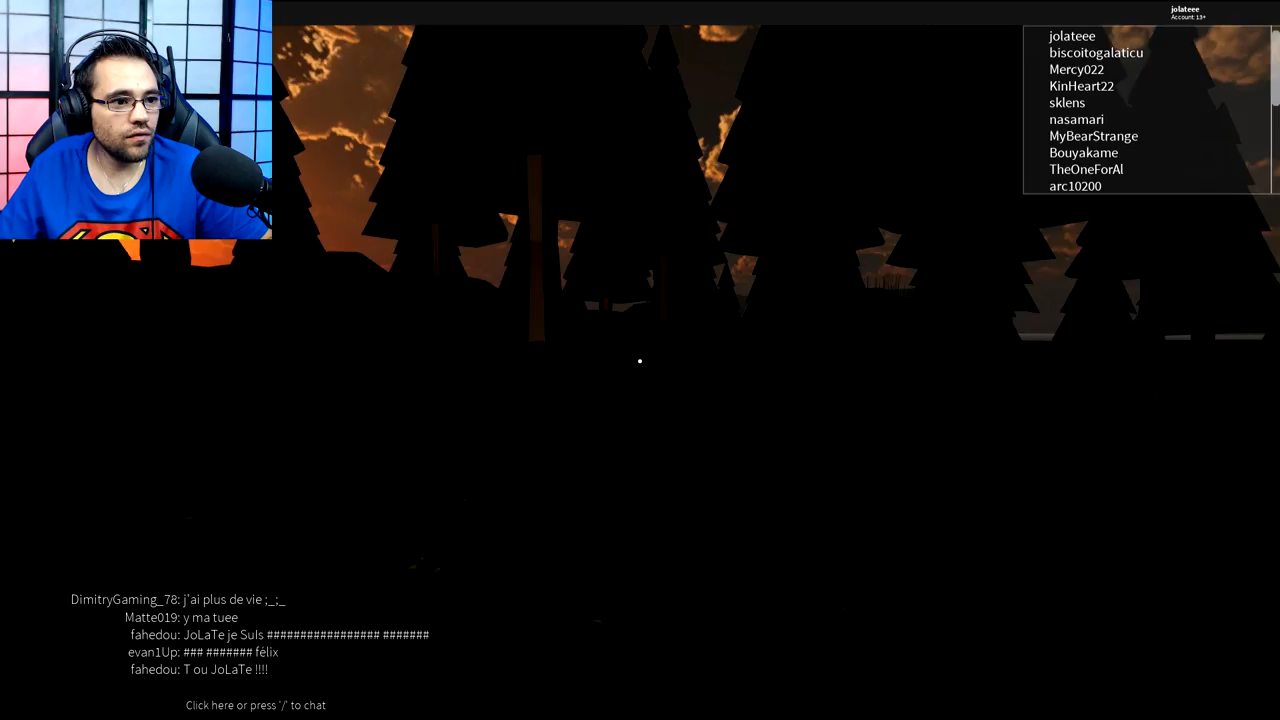 jolateee
Account: 13+
jolateee
biscoitogalaticu
Mercy022
KinHeart22
sklens
nasamari
MyBearStrange
Bouyakame
TheOneForAl
arc10200
DimitryGaming_78: j'ai plus de vie ;_;_
Matte019: y ma tuee
fahedou: JoLaTe je SuIs ################# #######
evan1Up: ### ####### félix
fahedou: T ou JoLaTe !!!!
Click here or press '/' to chat